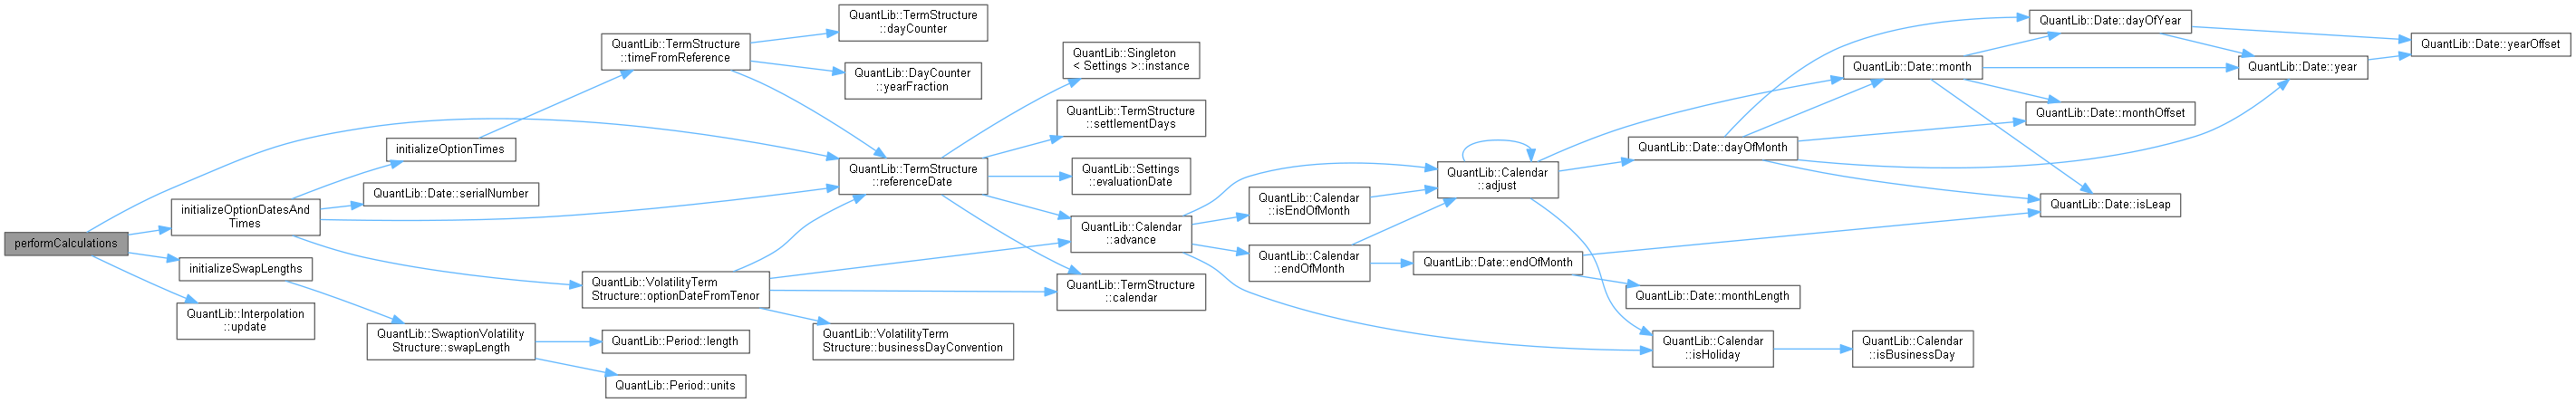 performCalculations
initializeOptionDatesAnd
Times
initializeSwapLengths
QuantLib::Interpolation
::update
initializeOptionTimes
QuantLib::Date::serialNumber
QuantLib::SwaptionVolatility
Structure::swapLength
QuantLib::TermStructure
::timeFromReference
QuantLib::VolatilityTerm
Structure::optionDateFromTenor
QuantLib::Period::length
QuantLib::Period::units
QuantLib::TermStructure
::dayCounter
QuantLib::DayCounter
::yearFraction
QuantLib::TermStructure
::referenceDate
QuantLib::VolatilityTerm
Structure::businessDayConvention
QuantLib::Singleton
< Settings >::instance
QuantLib::TermStructure
::settlementDays
QuantLib::Settings
::evaluationDate
QuantLib::Calendar
::advance
QuantLib::TermStructure
::calendar
QuantLib::Calendar
::isEndOfMonth
QuantLib::Calendar
::endOfMonth
QuantLib::Calendar
::adjust
QuantLib::Date::endOfMonth
QuantLib::Date::dayOfMonth
QuantLib::Date::monthLength
QuantLib::Calendar
::isHoliday
QuantLib::Date::month
QuantLib::Calendar
::isBusinessDay
QuantLib::Date::dayOfYear
QuantLib::Date::monthOffset
QuantLib::Date::isLeap
QuantLib::Date::year
QuantLib::Date::yearOffset